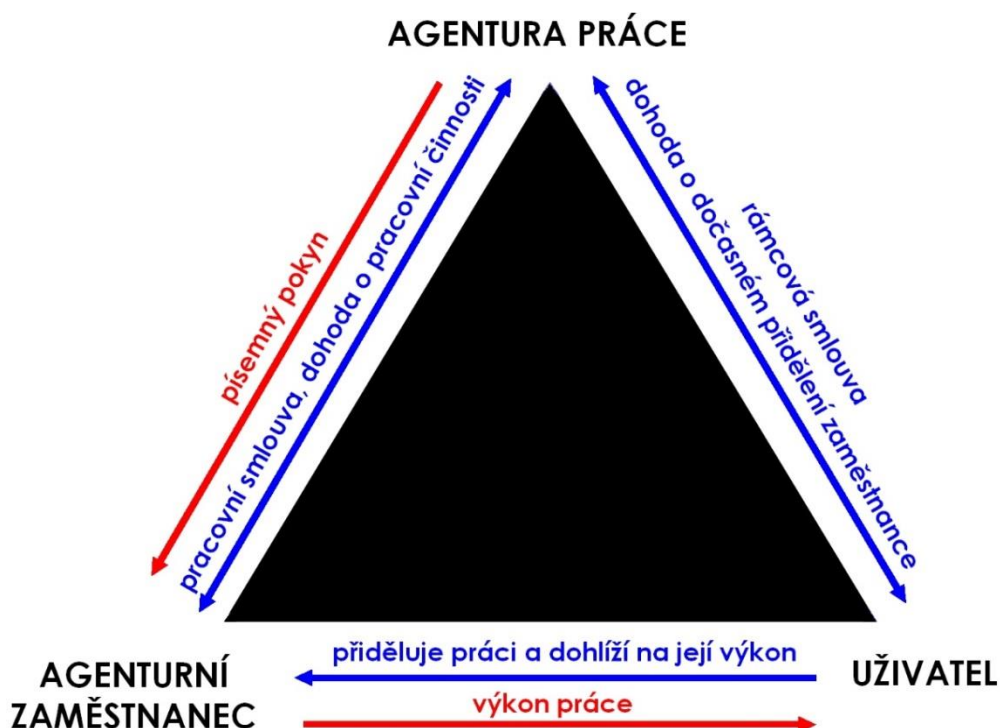 AGENTURA PRÁCE
písemný pokyn
pracovní smlouva, dohoda o pracovní činnosti
rámcová smlouva
dohoda o dočasném přidělení zaměstnance
AGENTURNÍ
ZAMĚSTNANEC
přiděluje práci a dohlíží na její výkon
výkon práce
UŽIVATEL